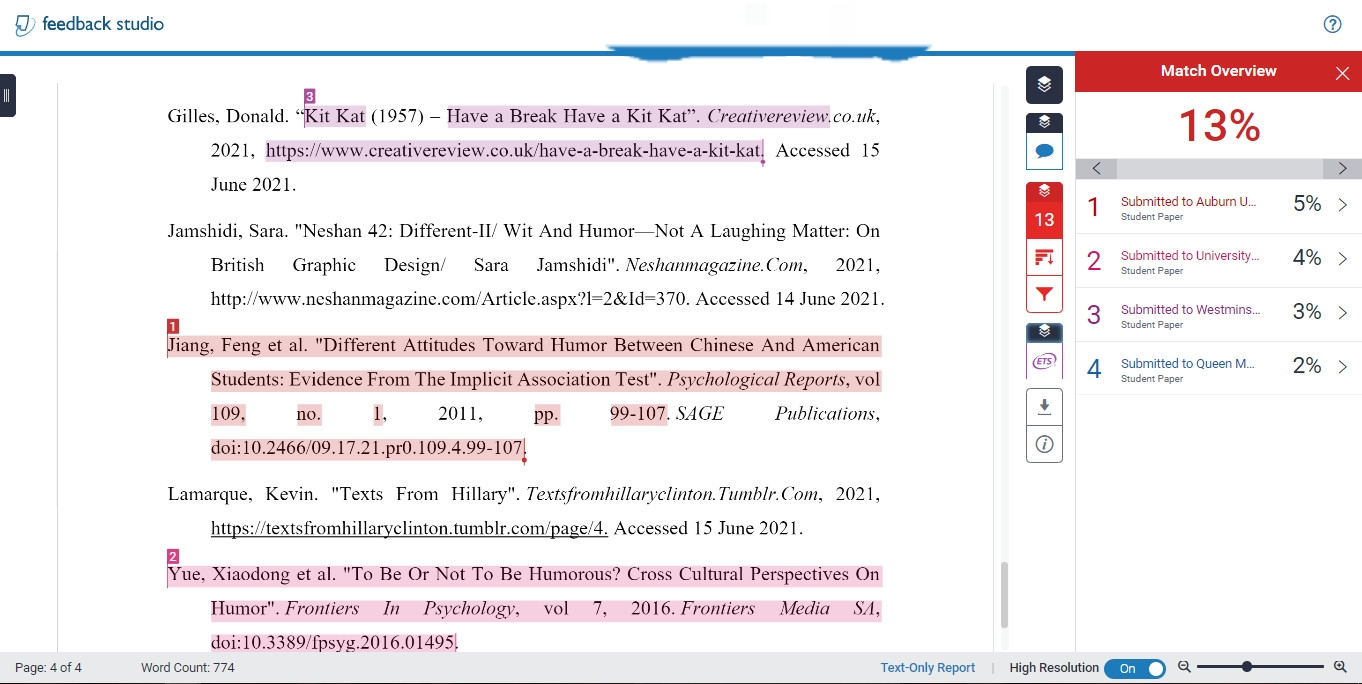 feedback studio
?
3
Gilles, Donald. “Kit Kat (1957) – Have a Break Have a Kit Kat”. Creativereview.co.uk,
2021, https://www.creativereview.co.uk/have-a-break-have-a-kit-kat. Accessed 15
June 2021.
Jamshidi, Sara. "Neshan 42: Different-II/ Wit And Humor—Not A Laughing Matter: On
British Graphic Design/ Sara Jamshidi". Neshanmagazine.Com, 2021,
http://www.neshanmagazine.com/Article.aspx?l=2&Id=370. Accessed 14 June 2021.
1
Jiang, Feng et al. "Different Attitudes Toward Humor Between Chinese And American
Students: Evidence From The Implicit Association Test". Psychological Reports, vol
109, no. 1, 2011, pp. 99-107. SAGE Publications,
doi:10.2466/09.17.21.pr0.109.4.99-107.
Lamarque, Kevin. "Texts From Hillary". Textsfromhillaryclinton.Tumblr.Com, 2021,
https://textsfromhillaryclinton.tumblr.com/page/4. Accessed 15 June 2021.
2
Yue, Xiaodong et al. "To Be Or Not To Be Humorous? Cross Cultural Perspectives On
Humor". Frontiers In Psychology, vol 7, 2016. Frontiers Media SA,
doi:10.3389/fpsyg.2016.01495.
13
ETS
Match Overview
13%
1 Submitted to Auburn U... 5%
Student Paper
2 Submitted to University... 4%
Student Paper
3 Submitted to Westmins... 3%
Student Paper
4 Submitted to Queen M... 2%
Student Paper
Page: 4 of 4 Word Count: 774 Text-Only Report | High Resolution On